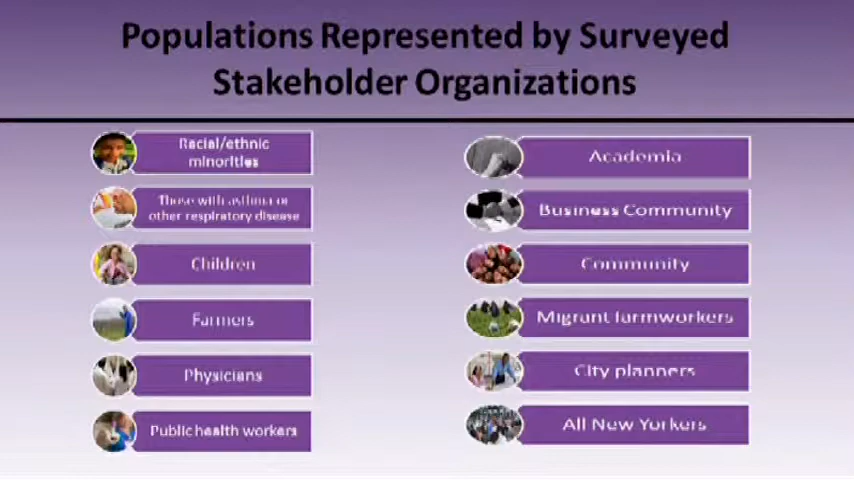 Populations Represented by Surveyed
Stakeholder Organizations
Racial/ethnic
minorities
Those with asthma or
other respiratory disease
Children
Farmers
Physicians
Public health workers
Academia
Business Community
Community
Migrant farmworkers
City planners
All New Yorkers